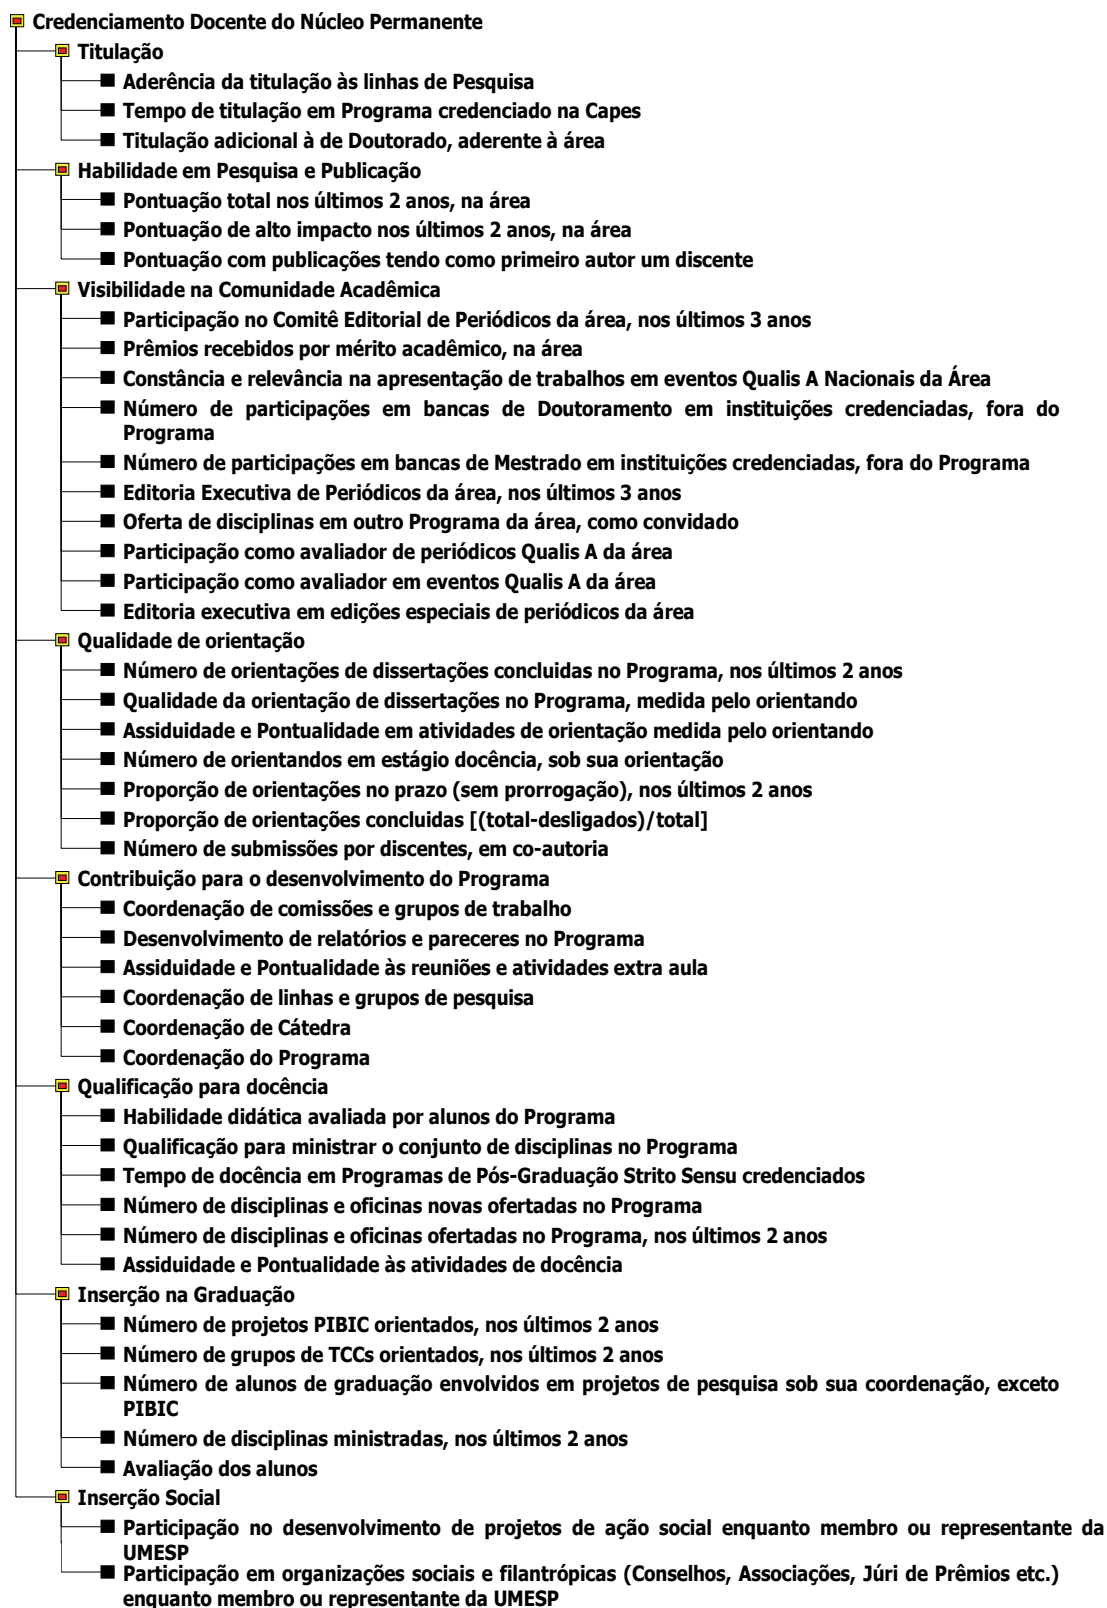 Credenciamento Docente do Núcleo Permanente
Titulação
Aderência da titulação às linhas de Pesquisa
Tempo de titulação em Programa credenciado na Capes
Titulação adicional à de Doutorado, aderente à área
Habilidade em Pesquisa e Publicação
Pontuação total nos últimos 2 anos, na área
Pontuação de alto impacto nos últimos 2 anos, na área
Pontuação com publicações tendo como primeiro autor um discente
Visibilidade na Comunidade Acadêmica
Participação no Comitê Editorial de Periódicos da área, nos últimos 3 anos
Prêmios recebidos por mérito acadêmico, na área
Constância e relevância na apresentação de trabalhos em eventos Qualis A Nacionais da Área
Número de participações em bancas de Doutoramento em instituições credenciadas, fora do
Programa
Número de participações em bancas de Mestrado em instituições credenciadas, fora do Programa
Editoria Executiva de Periódicos da área, nos últimos 3 anos
Oferta de disciplinas em outro Programa da área, como convidado
Participação como avaliador de periódicos Qualis A da área
Participação como avaliador em eventos Qualis A da área
Editoria executiva em edições especiais de periódicos da área
Qualidade de orientação
Número de orientações de dissertações concluidas no Programa, nos últimos 2 anos
Qualidade da orientação de dissertações no Programa, medida pelo orientando
Assiduidade e Pontualidade em atividades de orientação medida pelo orientando
Número de orientandos em estágio docência, sob sua orientação
Proporção de orientações no prazo (sem prorrogação), nos últimos 2 anos
Proporção de orientações concluidas [(total-desligados)/total]
Número de submissões por discentes, em co-autoria
Contribuição para o desenvolvimento do Programa
Coordenação de comissões e grupos de trabalho
Desenvolvimento de relatórios e pareceres no Programa
Assiduidade e Pontualidade às reuniões e atividades extra aula
Coordenação de linhas e grupos de pesquisa
Coordenação de Cátedra
Coordenação do Programa
Qualificação para docência
Habilidade didática avaliada por alunos do Programa
Qualificação para ministrar o conjunto de disciplinas no Programa
Tempo de docência em Programas de Pós-Graduação Strito Sensu credenciados
Número de disciplinas e oficinas novas ofertadas no Programa
Número de disciplinas e oficinas ofertadas no Programa, nos últimos 2 anos
Assiduidade e Pontualidade às atividades de docência
Inserção na Graduação
Número de projetos PIBIC orientados, nos últimos 2 anos
Número de grupos de TCCs orientados, nos últimos 2 anos
Número de alunos de graduação envolvidos em projetos de pesquisa sob sua coordenação, exceto
PIBIC
Número de disciplinas ministradas, nos últimos 2 anos
Avaliação dos alunos
Inserção Social
Participação no desenvolvimento de projetos de ação social enquanto membro ou representante da
UMESP
Participação em organizações sociais e filantrópicas (Conselhos, Associações, Júri de Prêmios etc.)
enquanto membro ou representante da UMESP